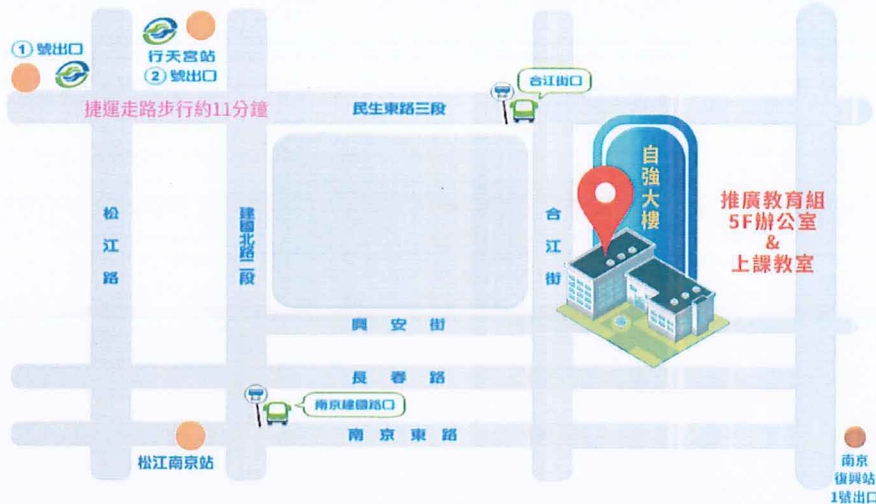 ① 號出口
行天宮站
② 號出口
捷運走路步行約11分鐘
民生東路三段
合江街口
自強大樓
推廣教育組
5F辦公室
&
上課教室
松江路
建國北路二段
合江街
興安街
長春路
南京建國路口
南京東路
松江南京站
南京
復興站
1號出口